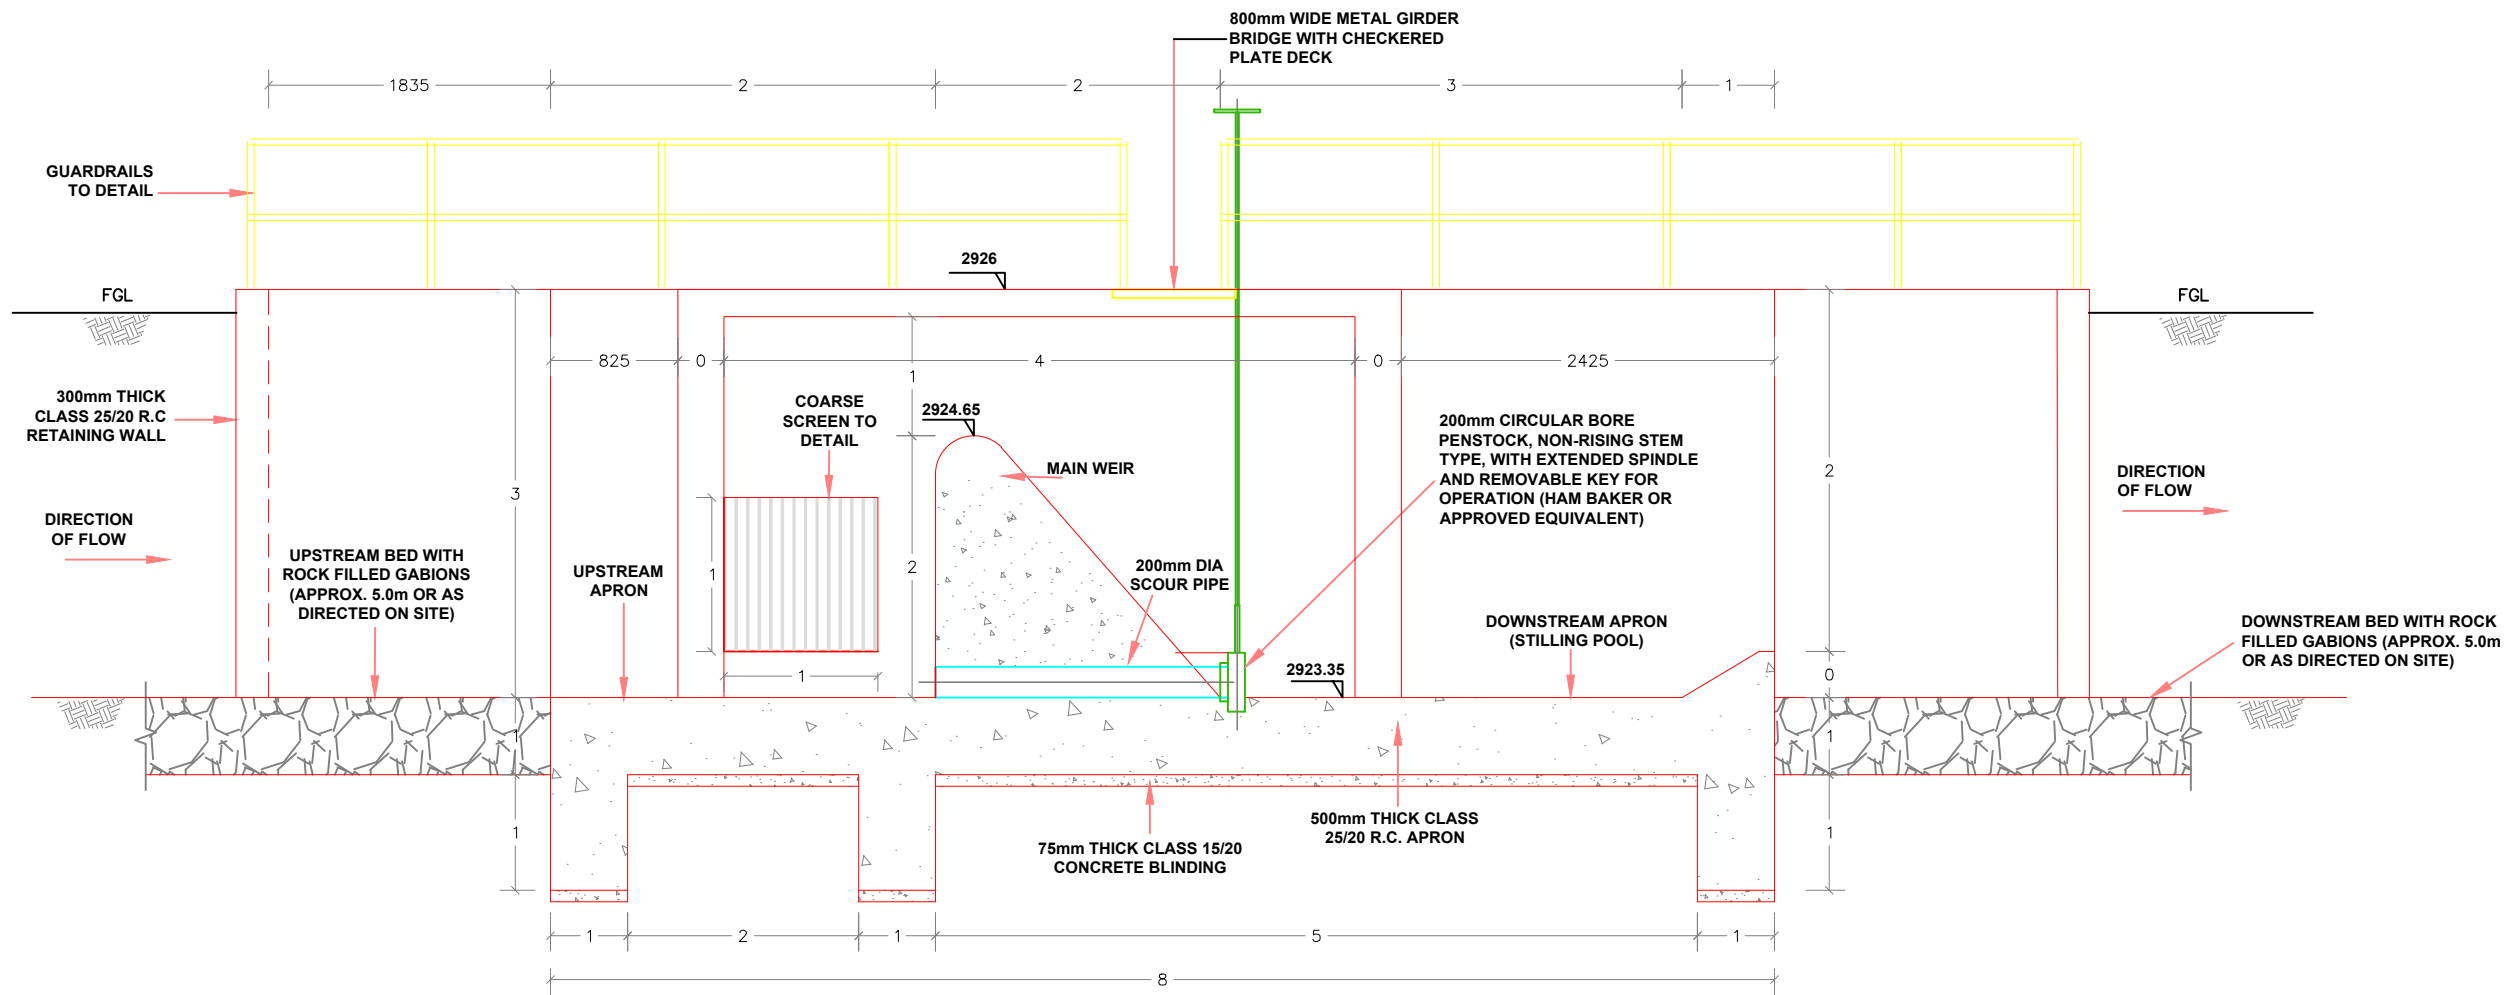 800mm WIDE METAL GIRDER
BRIDGE WITH CHECKERED
PLATE DECK
1835
2
2
3
1
GUARDRAILS
TO DETAIL
2926
FGL
FGL
825
0
4
0
2425
1
300mm THICK
CLASS 25/20 R.C
RETAINING WALL
COARSE
SCREEN TO
DETAIL
2924.65
200mm CIRCULAR BORE
PENSTOCK, NON-RISING STEM
TYPE, WITH EXTENDED SPINDLE
AND REMOVABLE KEY FOR
OPERATION (HAM BAKER OR
APPROVED EQUIVALENT)
MAIN WEIR
3
2
DIRECTION
OF FLOW
DIRECTION
OF FLOW
UPSTREAM BED WITH
ROCK FILLED GABIONS
(APPROX. 5.0m OR AS
DIRECTED ON SITE)
UPSTREAM
APRON
1
2
200mm DIA
SCOUR PIPE
DOWNSTREAM APRON
(STILLING POOL)
DOWNSTREAM BED WITH ROCK
FILLED GABIONS (APPROX. 5.0m
OR AS DIRECTED ON SITE)
1
2923.35
0
1
1
1
1
500mm THICK CLASS
25/20 R.C. APRON
75mm THICK CLASS 15/20
CONCRETE BLINDING
1
2
1
5
1
8